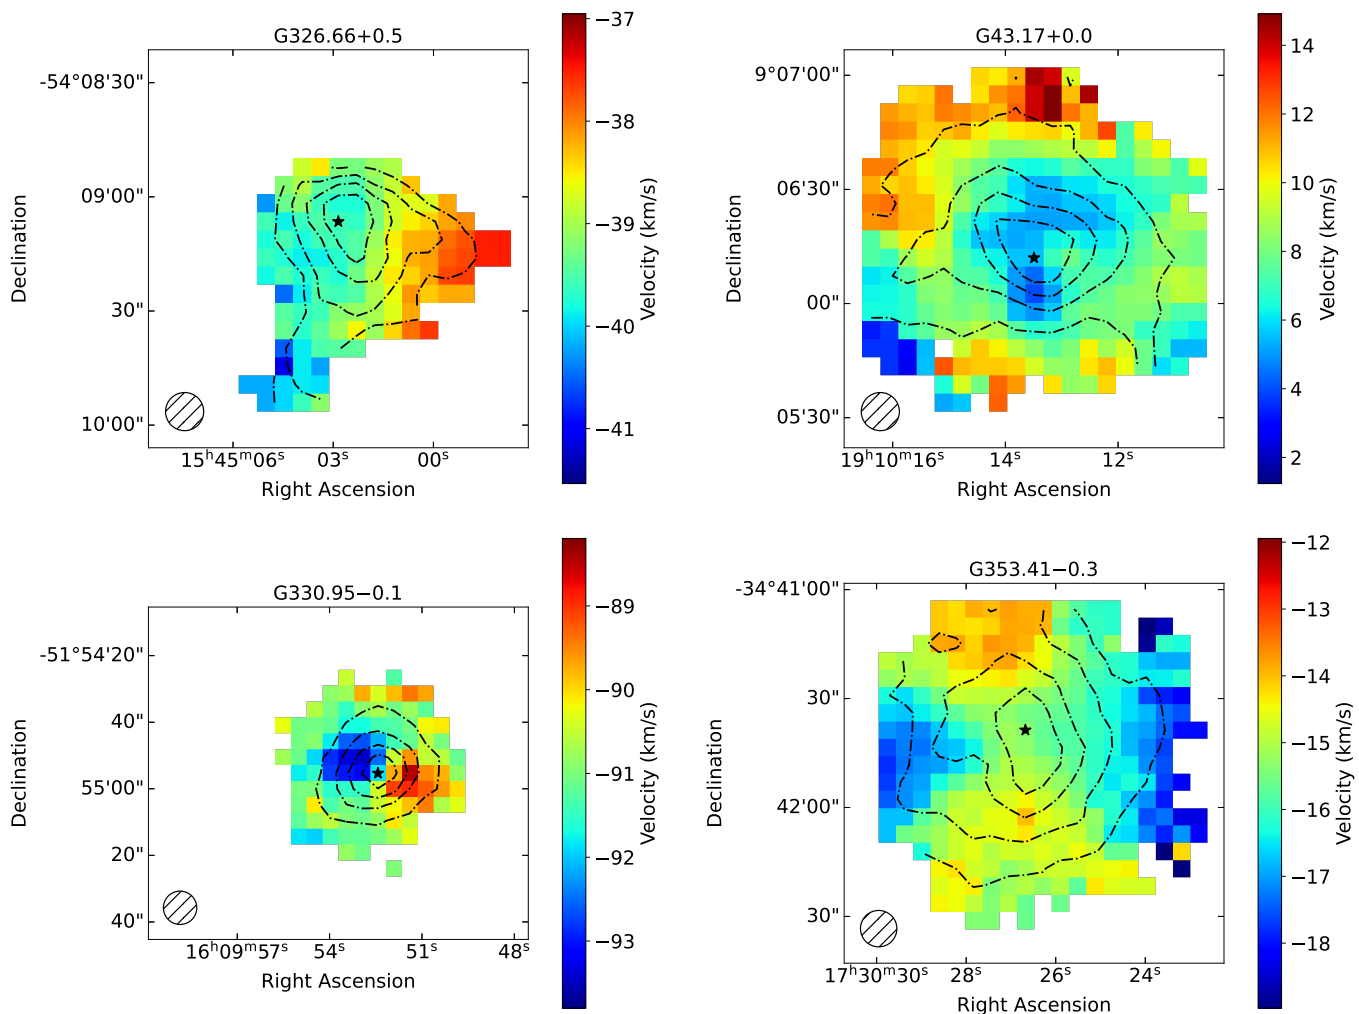 G326.66+0.5
-54°08'30"
09'00"
30"
10'00"
15ʰ45ᵐ06ˢ 03ˢ 00ˢ
Right Ascension
Declination
−37
−38
−39
−40
−41
Velocity (km/s)
G43.17+0.0
9°07'00"
06'30"
00"
05'30"
19ʰ10ᵐ16ˢ 14ˢ 12ˢ
Right Ascension
Declination
14
12
10
8
6
4
2
Velocity (km/s)
G330.95−0.1
-51°54'20"
40"
55'00"
20"
40"
16ʰ09ᵐ57ˢ 54ˢ 51ˢ 48ˢ
Right Ascension
Declination
−89
−90
−91
−92
−93
Velocity (km/s)
G353.41−0.3
-34°41'00"
30"
42'00"
30"
17ʰ30ᵐ30ˢ 28ˢ 26ˢ 24ˢ
Right Ascension
Declination
−12
−13
−14
−15
−16
−17
−18
Velocity (km/s)